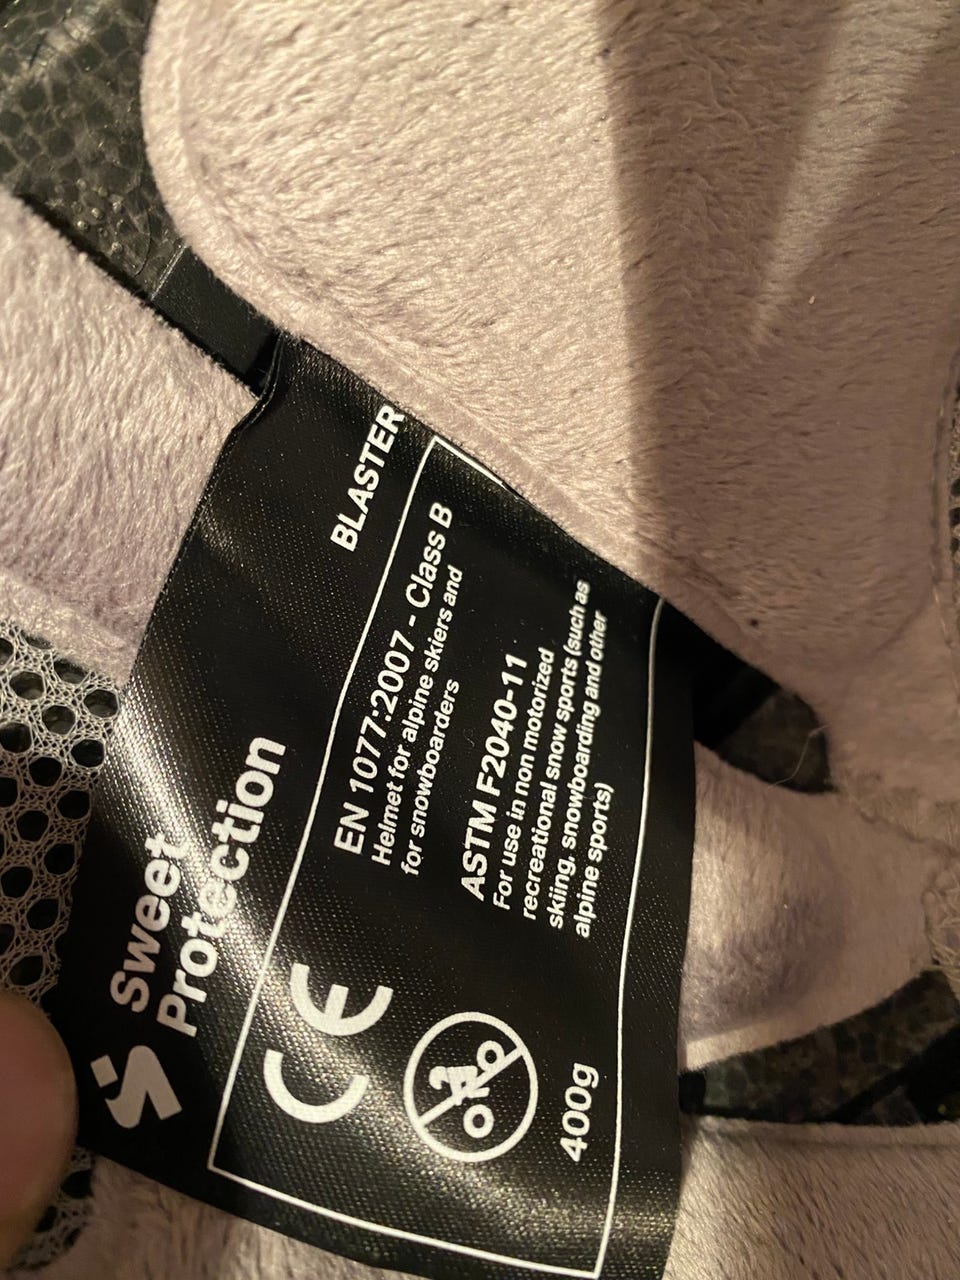 Sweet
Protection
BLASTER
CE
EN 1077:2007 - Class B
Helmet for alpine skiers and
for snowboarders
ASTM F2040-11
For use in non motorized
recreational snow sports (such as
skiing, snowboarding and other
alpine sports)
400g